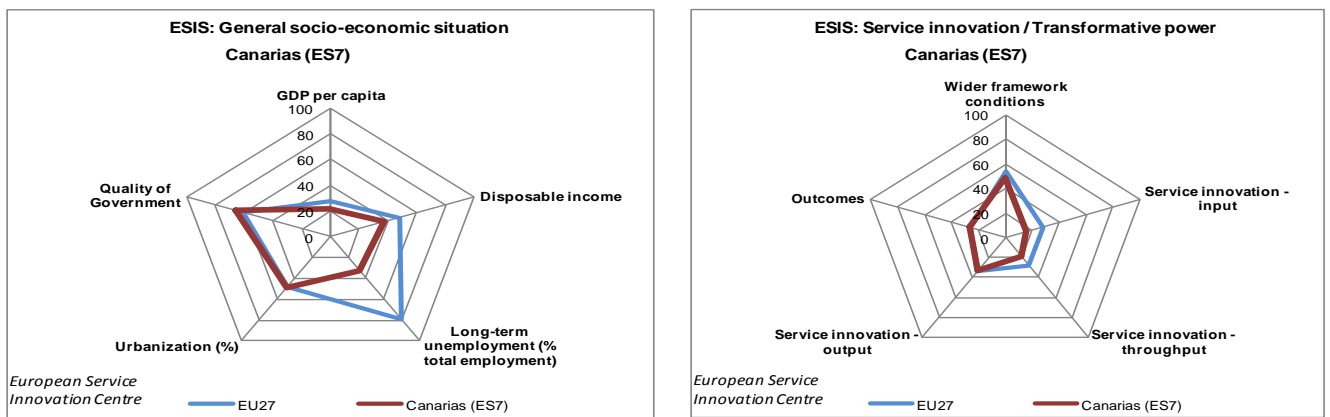 ESIS: General socio-economic situation
Canarias (ES7)
GDP per capita
100
80
60
40
20
0
Quality of
Government
Disposable income
Urbanization (%)
Long-term
unemployment (%
total employment)
European Service
Innovation Centre
EU27
Canarias (ES7)
ESIS: Service innovation / Transformative power
Canarias (ES7)
Wider framework
conditions
100
80
60
40
20
0
Outcomes
Service innovation -
input
Service innovation -
output
Service innovation -
throughput
European Service
Innovation Centre
EU27
Canarias (ES7)